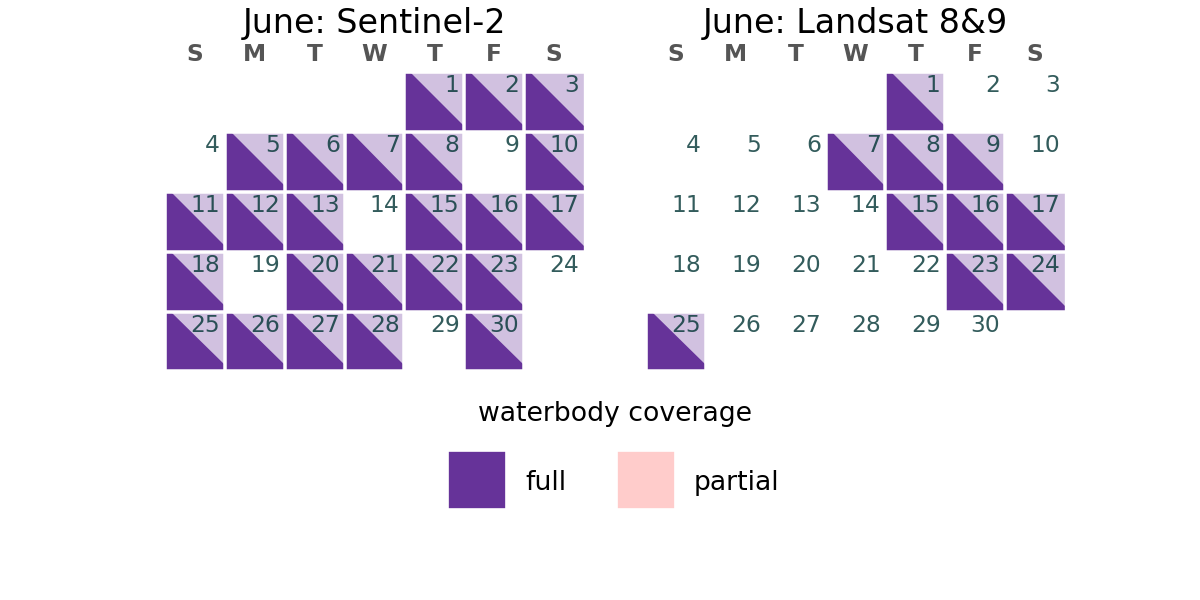 June: Sentinel-2
S M T W T F S
1 2 3
4 5 6 7 8 9 10
11 12 13 14 15 16 17
18 19 20 21 22 23 24
25 26 27 28 29 30
June: Landsat 8&9
S M T W T F S
1 2 3
4 5 6 7 8 9 10
11 12 13 14 15 16 17
18 19 20 21 22 23 24
25 26 27 28 29 30
waterbody coverage
full partial